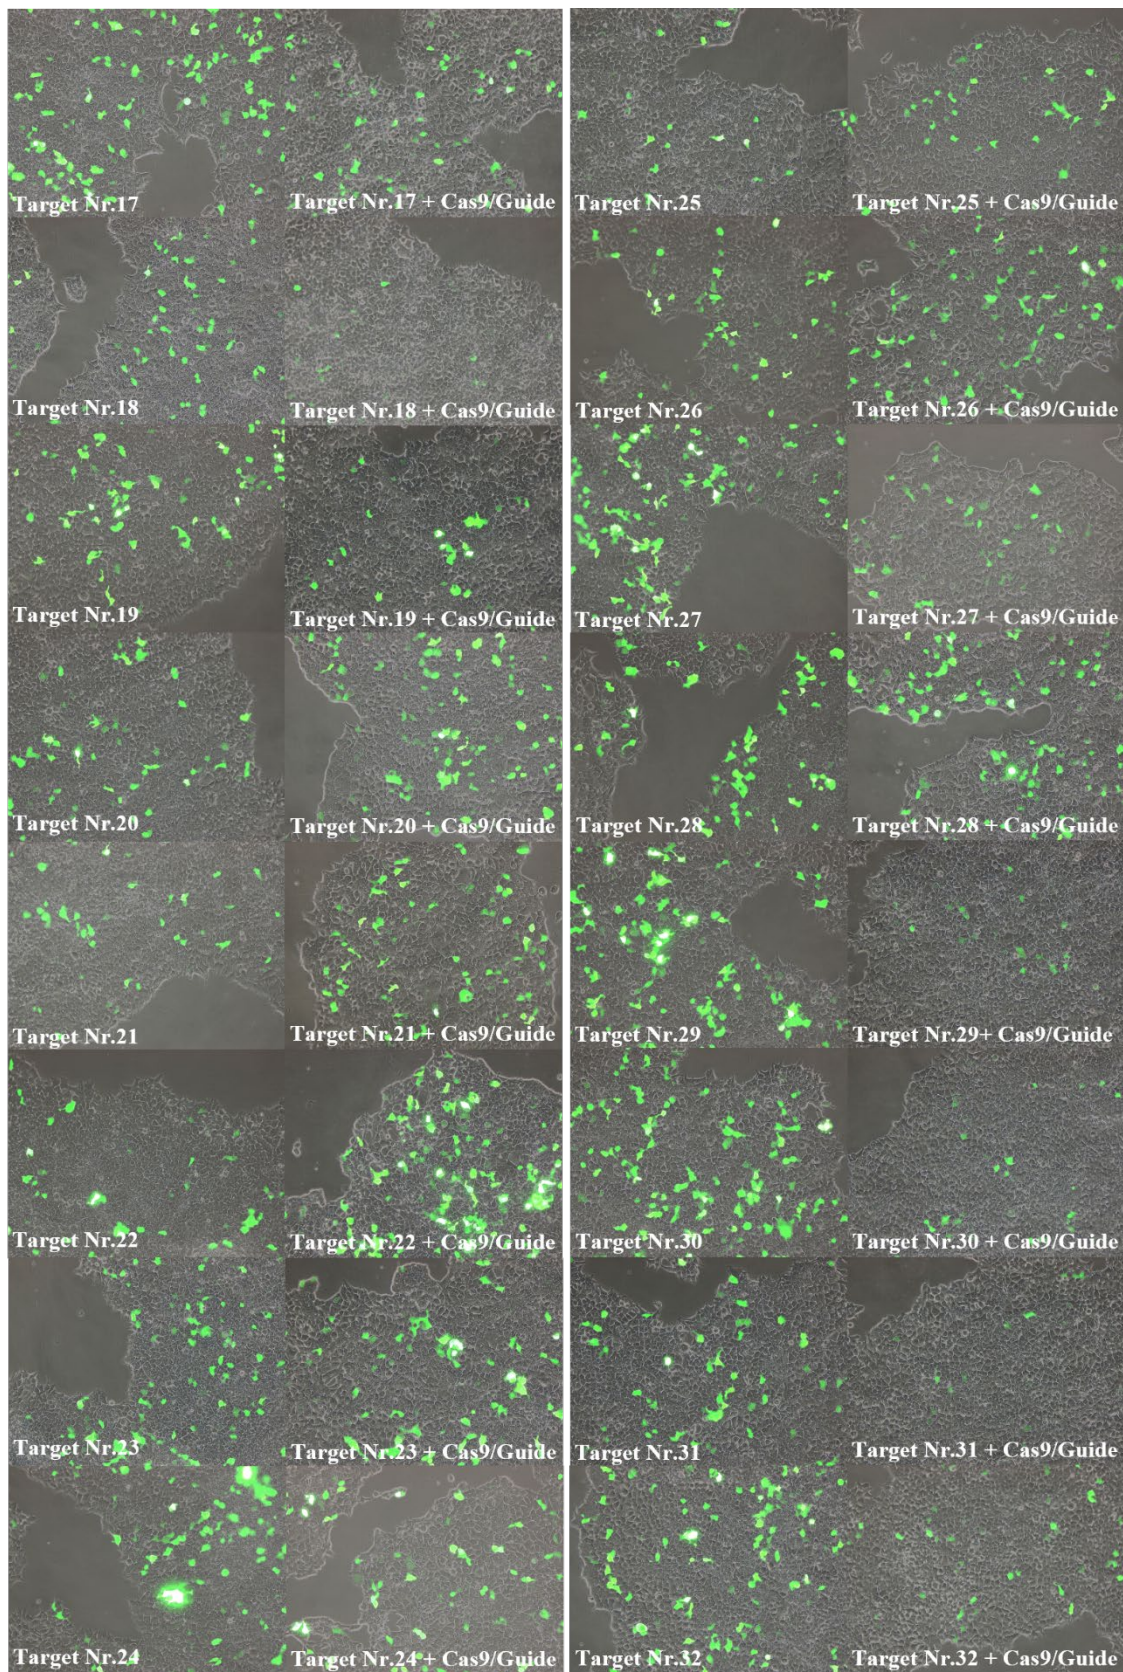 Target Nr.17
Target Nr.17 + Cas9/Guide
Target Nr.18
Target Nr.18 + Cas9/Guide
Target Nr.19
Target Nr.19 + Cas9/Guide
Target Nr.20
Target Nr.20 + Cas9/Guide
Target Nr.21
Target Nr.21 + Cas9/Guide
Target Nr.22
Target Nr.22 + Cas9/Guide
Target Nr.23
Target Nr.23 + Cas9/Guide
Target Nr.24
Target Nr.24 + Cas9/Guide
Target Nr.25
Target Nr.25 + Cas9/Guide
Target Nr.26
Target Nr.26 + Cas9/Guide
Target Nr.27
Target Nr.27 + Cas9/Guide
Target Nr.28
Target Nr.28 + Cas9/Guide
Target Nr.29
Target Nr.29+ Cas9/Guide
Target Nr.30
Target Nr.30 + Cas9/Guide
Target Nr.31
Target Nr.31 + Cas9/Guide
Target Nr.32
Target Nr.32 + Cas9/Guide